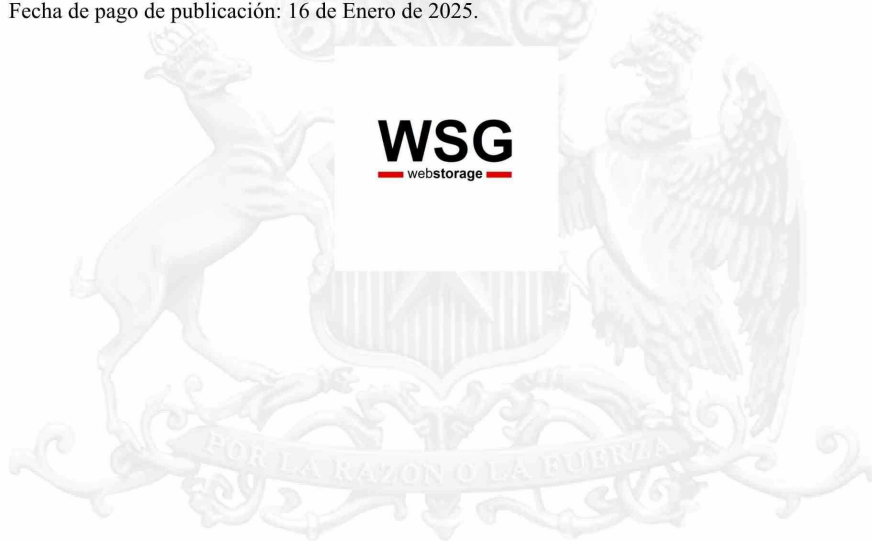 Fecha de pago de publicación: 16 de Enero de 2025.
WSG
webstorage
POR LA RAZON O LA FUERZA